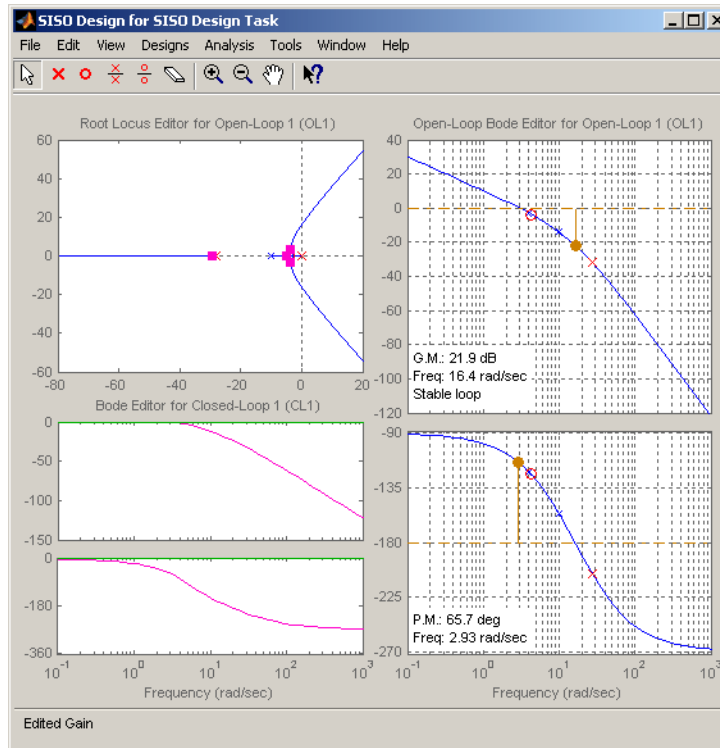 SISO Design for SISO Design Task
File Edit View Designs Analysis Tools Window Help
Root Locus Editor for Open-Loop 1 (OL1)
60
40
20
0
-20
-40
-60
-80 -60 -40 -20 0 20
Bode Editor for Closed-Loop 1 (CL1)
0
-50
-100
-150
0
-180
-360
10^-1 10^0 10^1 10^2 10^3
Frequency (rad/sec)
Open-Loop Bode Editor for Open-Loop 1 (OL1)
40
20
0
-20
-40
-60
-80
-100
-120
G.M.: 21.9 dB
Freq: 16.4 rad/sec
Stable loop
-90
-135
-180
-225
-270
P.M.: 65.7 deg
Freq: 2.93 rad/sec
10^-1 10^0 10^1 10^2 10^3
Frequency (rad/sec)
Edited Gain